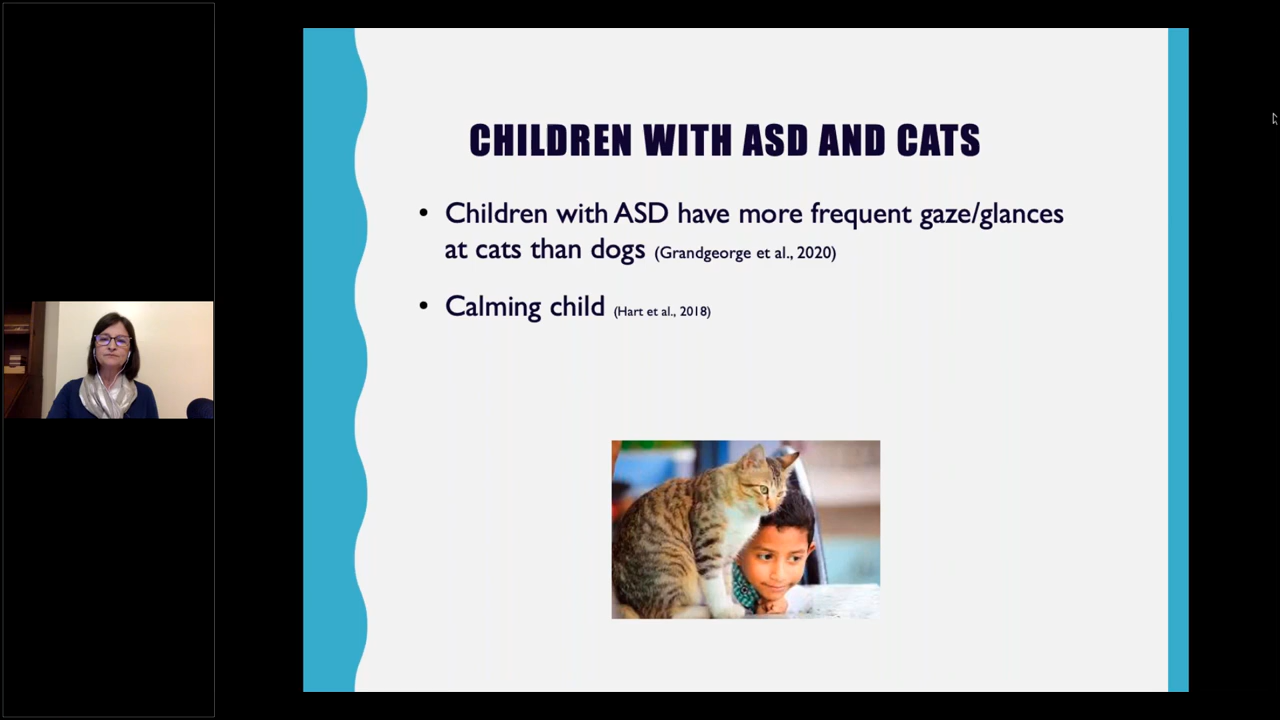 CHILDREN WITH ASD AND CATS
• Children with ASD have more frequent gaze/glances
at cats than dogs (Grandgeorge et al., 2020)
• Calming child (Hart et al., 2018)